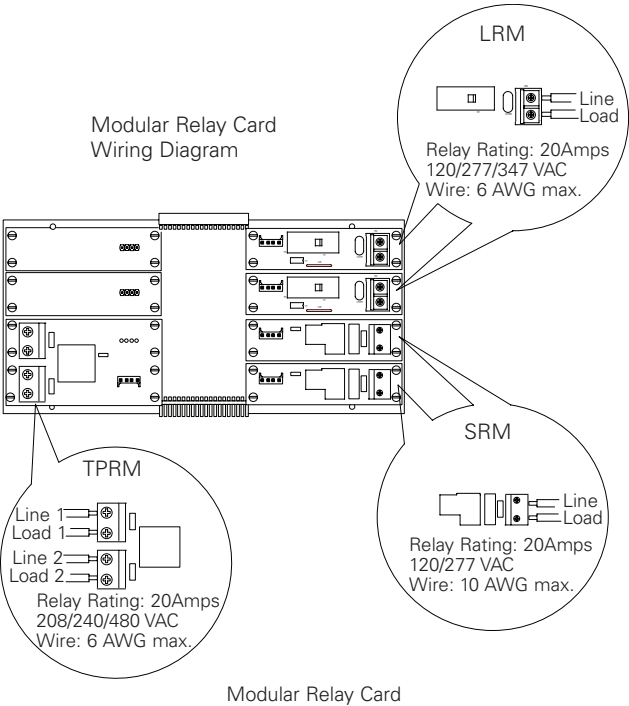 LRM
Line
Load
Relay Rating: 20Amps
120/277/347 VAC
Wire: 6 AWG max.
Modular Relay Card
Wiring Diagram
TPRM
Line 1
Load 1
Line 2
Load 2
Relay Rating: 20Amps
208/240/480 VAC
Wire: 6 AWG max.
SRM
Line
Load
Relay Rating: 20Amps
120/277 VAC
Wire: 10 AWG max.
Modular Relay Card